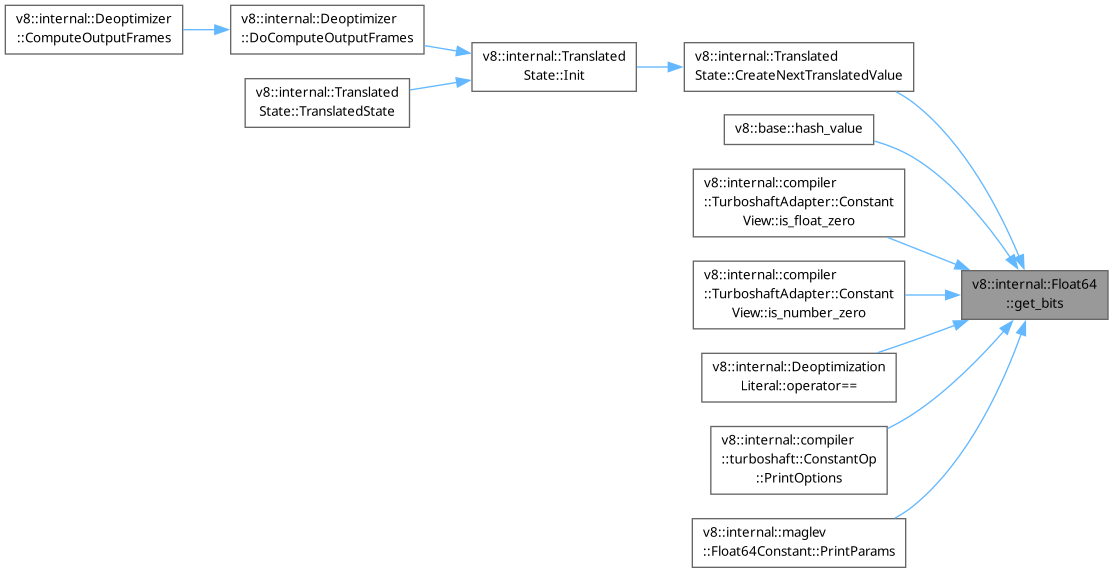 v8::internal::Deoptimizer
::ComputeOutputFrames
v8::internal::Deoptimizer
::DoComputeOutputFrames
v8::internal::Translated
State::TranslatedState
v8::internal::Translated
State::Init
v8::internal::Translated
State::CreateNextTranslatedValue
v8::base::hash_value
v8::internal::compiler
::TurboshaftAdapter::Constant
View::is_float_zero
v8::internal::compiler
::TurboshaftAdapter::Constant
View::is_number_zero
v8::internal::Deoptimization
Literal::operator==
v8::internal::compiler
::turboshaft::ConstantOp
::PrintOptions
v8::internal::maglev
::Float64Constant::PrintParams
v8::internal::Float64
::get_bits